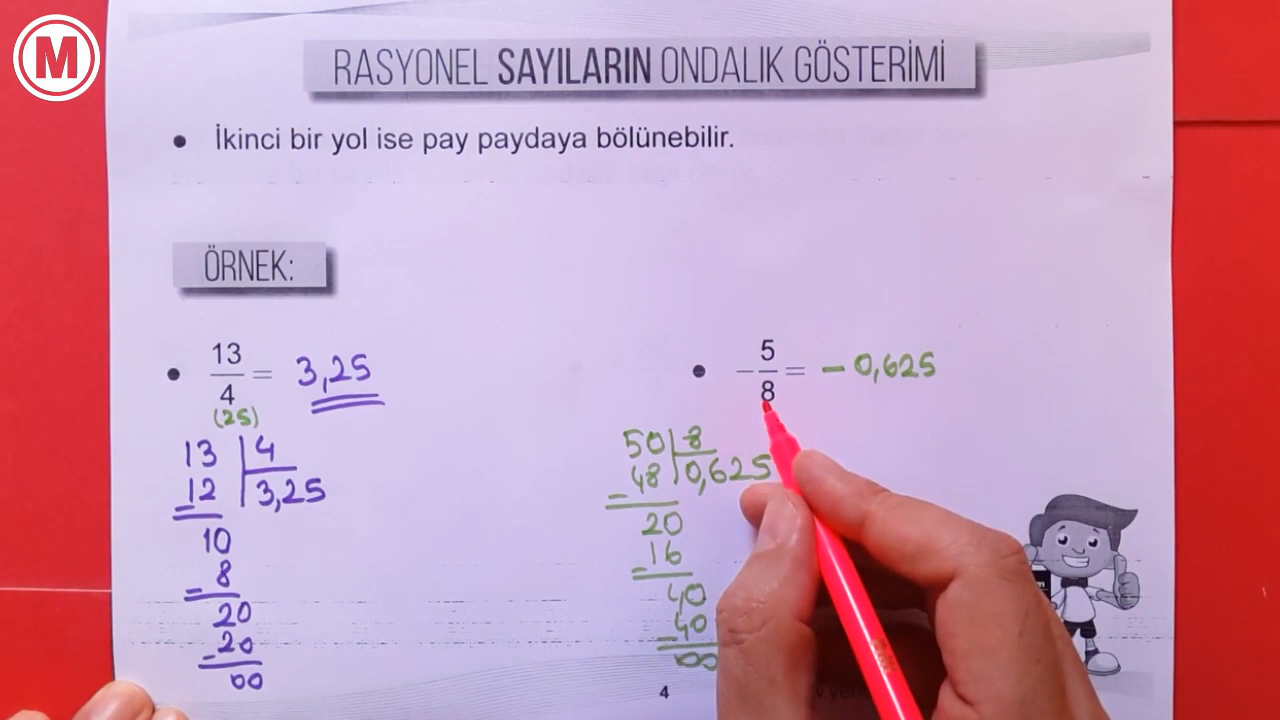 M
RASYONEL SAYILARIN ONDALIK GÖSTERİMİ
• İkinci bir yol ise pay paydaya bölünebilir.
ÖRNEK:
• 13/4 = 3,25
(25)
13 | 4
- 12 | 3,25
10
- 8
20
- 20
00
• - 5/8 = - 0,625
50 | 8
- 48 | 0,625
20
- 16
40
- 40
00
4